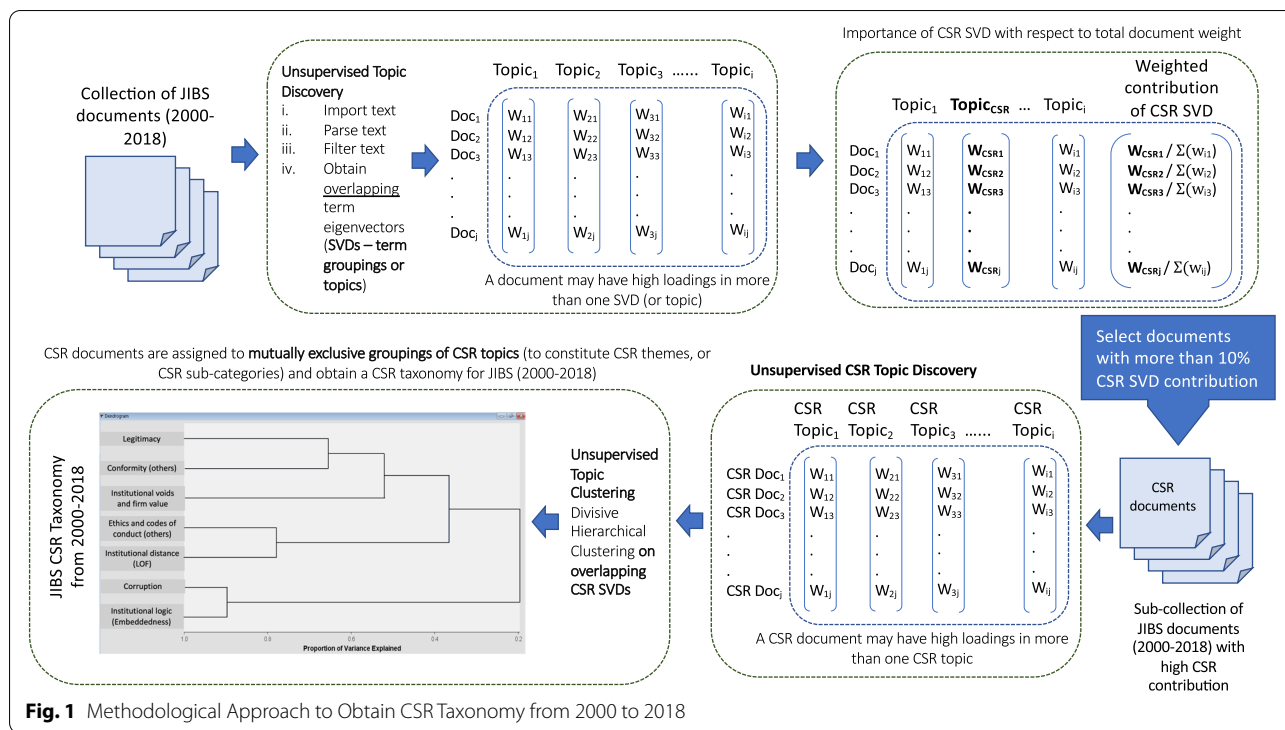 Collection of JIBS
documents (2000-
2018)
Unsupervised Topic
Discovery
i. Import text
ii. Parse text
iii. Filter text
iv. Obtain
overlapping
term
eigenvectors
(SVDs – term
groupings or
topics)
Topic1 Topic2 Topic3 ...... Topici
Doc1 W11 W21 W31 Wi1
Doc2 W12 W22 W32 Wi2
Doc3 W13 W23 W33 Wi3
. . . . .
. . . . .
. . . . .
Docj W1j W2j W3j Wij
A document may have high loadings in more
than one SVD (or topic)
Importance of CSR SVD with respect to total document weight
Weighted
contribution
of CSR SVD
Topic1 TopicCSR ... Topici
Doc1 W11 WCSR1 Wi1 WCSR1 / Σ(wi1)
Doc2 W12 WCSR2 Wi2 WCSR2 / Σ(wi2)
Doc3 W13 WCSR3 Wi3 WCSR3 / Σ(wi3)
. . . . .
. . . . .
. . . . .
Docj W1j WCSRj Wij WCSRj / Σ(wij)
Select documents
with more than 10%
CSR SVD contribution
CSR
documents
Sub-collection of
JIBS documents
(2000-2018) with
high CSR
contribution
Unsupervised CSR Topic Discovery
CSR CSR CSR CSR
Topic1 Topic2 Topic3 ...... Topici
CSR Doc1 W11 W21 W31 Wi1
CSR Doc2 W12 W22 W32 Wi2
CSR Doc3 W13 W23 W33 Wi3
. . . . .
. . . . .
. . . . .
CSR Docj W1j W2j W3j Wij
A CSR document may have high loadings in more
than one CSR topic
Unsupervised
Topic
Clustering
Divisive
Hierarchical
Clustering on
overlapping
CSR SVDs
CSR documents are assigned to mutually exclusive groupings of CSR topics (to constitute CSR themes, or
CSR sub-categories) and obtain a CSR taxonomy for JIBS (2000-2018)
JIBS CSR Taxonomy
from 2000-2018
Dendrogram
Legitimacy
Conformity (others)
Institutional voids
and firm value
Ethics and codes of
conduct (others)
Institutional distance
(LOF)
Corruption
Institutional logic
(Embeddedness)
1.0 0.8 0.6 0.4 0.2
Proportion of Variance Explained
Fig. 1 Methodological Approach to Obtain CSR Taxonomy from 2000 to 2018